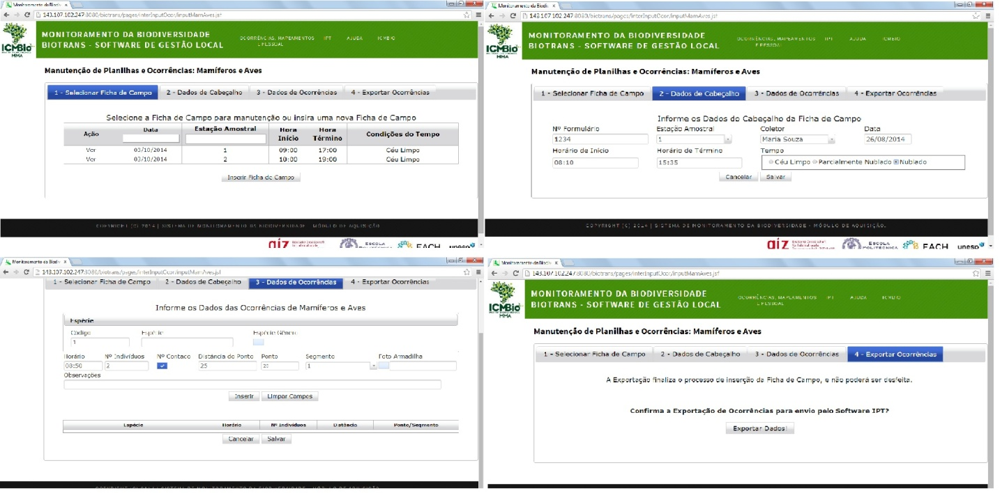 Monitoramento da Biodiv x
143.107.102.247:8080/biotrans/pages/interInputOcor/inputMamAves.jsf
ICMBio
MMA
MONITORAMENTO DA BIODIVERSIDADE
BIOTRANS - SOFTWARE DE GESTÃO LOCAL
OCORRÊNCIAS, MAPEAMENTOS E PESSOAL IPT AJUDA ICMBIO
Manutenção de Planilhas e Ocorrências: Mamíferos e Aves
1 - Selecionar Ficha de Campo 2 - Dados de Cabeçalho 3 - Dados de Ocorrências 4 - Exportar Ocorrências
Selecione a Ficha de Campo para manutenção ou insira uma nova Ficha de Campo
Ação Data Estação Amostral Hora Início Hora Término Condições do Tempo
Ver 03/10/2014 1 09:00 17:00 Céu Limpo
Ver 03/10/2014 2 10:00 19:00 Céu Limpo
Inserir Ficha de Campo
COPYRIGHT (C) 2014 | SISTEMA DE MONITORAMENTO DA BIODIVERSIDADE - MÓDULO DE AQUISIÇÃO.
giz ESCOLA POLITÉCNICA EACH unesp
Monitoramento da Biodiv x
143.107.102.247:8080/biotrans/pages/interInputOcor/inputMamAves.jsf
ICMBio
MMA
MONITORAMENTO DA BIODIVERSIDADE
BIOTRANS - SOFTWARE DE GESTÃO LOCAL
OCORRÊNCIAS, MAPEAMENTOS E PESSOAL IPT AJUDA ICMBIO
Manutenção de Planilhas e Ocorrências: Mamíferos e Aves
1 - Selecionar Ficha de Campo 2 - Dados de Cabeçalho 3 - Dados de Ocorrências 4 - Exportar Ocorrências
Informe os Dados do Cabeçalho da Ficha de Campo
Nº Formulário Estação Amostral Coletor Data
1234 1 Maria Souza 26/08/2014
Horário de Início Horário de Término Tempo
08:10 15:35 Céu Limpo Parcialmente Nublado Nublado
Cancelar Salvar
COPYRIGHT (C) 2014 | SISTEMA DE MONITORAMENTO DA BIODIVERSIDADE - MÓDULO DE AQUISIÇÃO.
giz ESCOLA POLITÉCNICA EACH unesp
Monitoramento da Biodiv x
143.107.102.247:8080/biotrans/pages/interInputOcor/inputMamAves.jsf
1 - Selecionar Ficha de Campo 2 - Dados de Cabeçalho 3 - Dados de Ocorrências 4 - Exportar Ocorrências
Informe os Dados das Ocorrências de Mamíferos e Aves
Espécie
Código Espécie Espécie Gênero
1
Horário Nº Indivíduos Nº Contato Distância do Ponto Ponto Segmento Foto Armadilha
08:50 2 25 20 1
Observações
Inserir Limpar Campos
Espécie Horário Nº Indivíduos Distância Ponto/Segmento
Cancelar Salvar
Monitoramento da Biodiv x
143.107.102.247:8080/biotrans/pages/interInputOcor/inputMamAves.jsf
ICMBio
MMA
MONITORAMENTO DA BIODIVERSIDADE
BIOTRANS - SOFTWARE DE GESTÃO LOCAL
OCORRÊNCIAS, MAPEAMENTOS E PESSOAL IPT AJUDA ICMBIO
Manutenção de Planilhas e Ocorrências: Mamíferos e Aves
1 - Selecionar Ficha de Campo 2 - Dados de Cabeçalho 3 - Dados de Ocorrências 4 - Exportar Ocorrências
A Exportação finaliza o processo de inserção da Ficha de Campo, e não poderá ser desfeita.
Confirma a Exportação de Ocorrências para envio pelo Software IPT?
Exportar Dados!